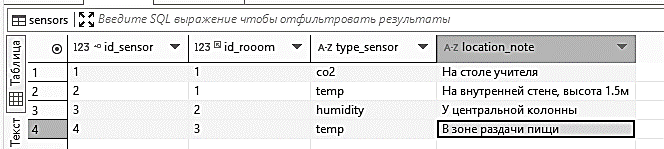 sensors Введите SQL выражение чтобы отфильтровать результаты
Таблица
Текст
123 id_sensor 123 id_rooom A-Z type_sensor A-Z location_note
1 1 1 co2 На столе учителя
2 2 1 temp На внутренней стене, высота 1.5м
3 3 2 humidity У центральной колонны
4 4 3 temp В зоне раздачи пищи